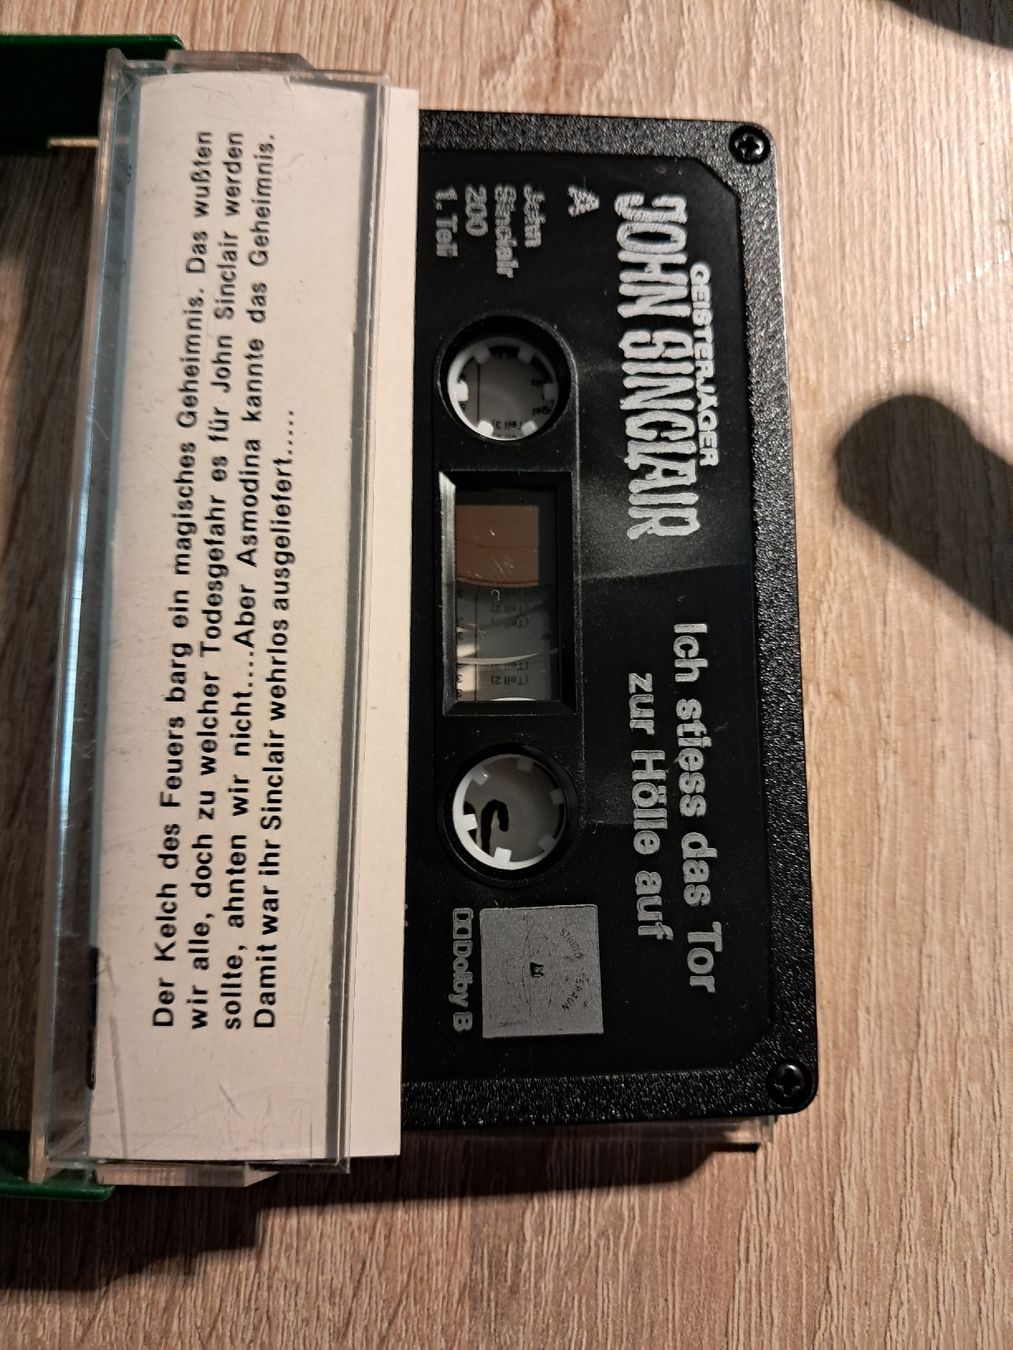 Der Kelch des Feuers barg ein magisches Geheimnis. Das wußten
wir alle, doch zu welcher Todesgefahr es für John Sinclair werden
sollte, ahnten wir nicht....Aber Asmodina kannte das Geheimnis.
Damit war ihr Sinclair wehrlos ausgeliefert.....
GEISTERJÄGER
JOHN SINCLAIR
Ich stiess das Tor
zur Hölle auf
A
John
Sinclair
200
1. Teil
Dolby B